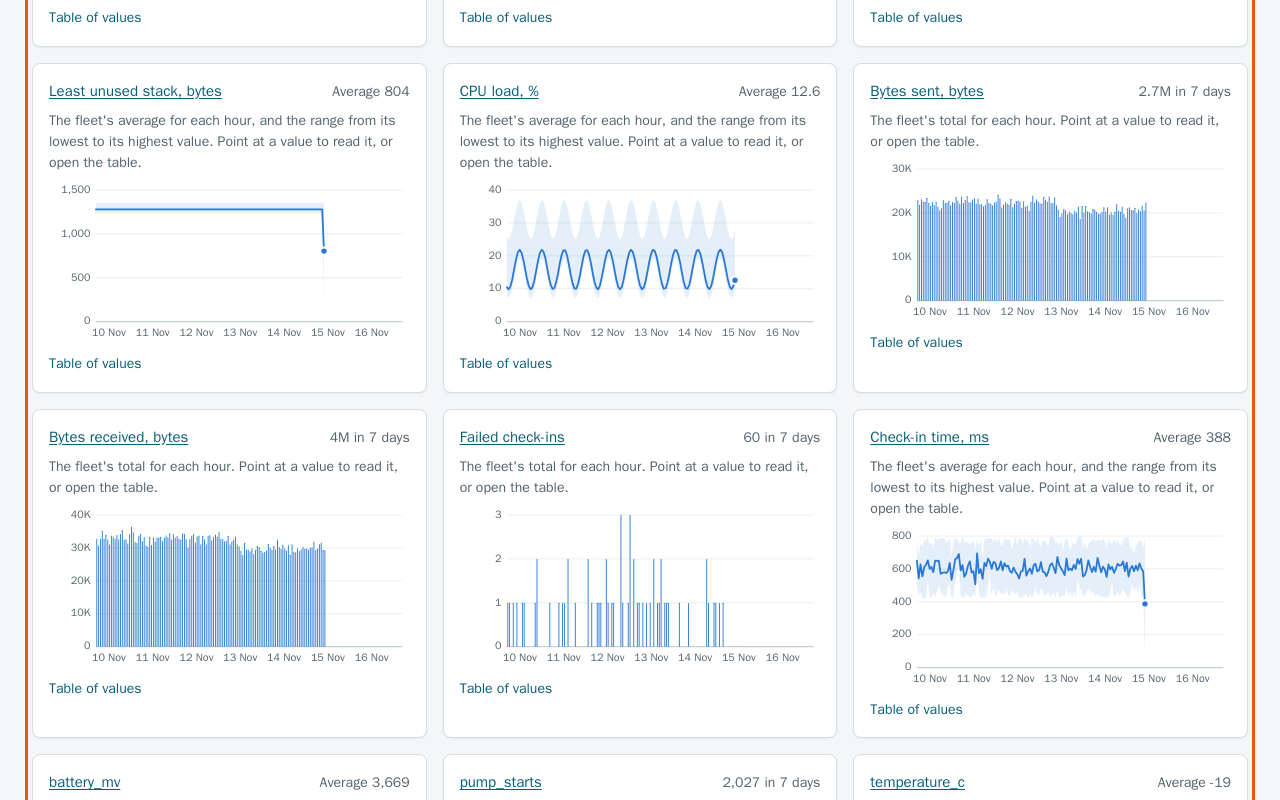 Table of values
Table of values
Table of values
Least unused stack, bytes
Average 804
The fleet's average for each hour, and the range from its
lowest to its highest value. Point at a value to read it, or
open the table.
1,500
1,000
500
0
10 Nov 11 Nov 12 Nov 13 Nov 14 Nov 15 Nov 16 Nov
Table of values
CPU load, %
Average 12.6
The fleet's average for each hour, and the range from its
lowest to its highest value. Point at a value to read it, or
open the table.
40
30
20
10
0
10 Nov 11 Nov 12 Nov 13 Nov 14 Nov 15 Nov 16 Nov
Table of values
Bytes sent, bytes
2.7M in 7 days
The fleet's total for each hour. Point at a value to read it,
or open the table.
30K
20K
10K
0
10 Nov 11 Nov 12 Nov 13 Nov 14 Nov 15 Nov 16 Nov
Table of values
Bytes received, bytes
4M in 7 days
The fleet's total for each hour. Point at a value to read it,
or open the table.
40K
30K
20K
10K
0
10 Nov 11 Nov 12 Nov 13 Nov 14 Nov 15 Nov 16 Nov
Table of values
Failed check-ins
60 in 7 days
The fleet's total for each hour. Point at a value to read it,
or open the table.
3
2
1
0
10 Nov 11 Nov 12 Nov 13 Nov 14 Nov 15 Nov 16 Nov
Table of values
Check-in time, ms
Average 388
The fleet's average for each hour, and the range from its
lowest to its highest value. Point at a value to read it, or
open the table.
800
600
400
200
0
10 Nov 11 Nov 12 Nov 13 Nov 14 Nov 15 Nov 16 Nov
Table of values
battery_mv
Average 3,669
pump_starts
2,027 in 7 days
temperature_c
Average -19